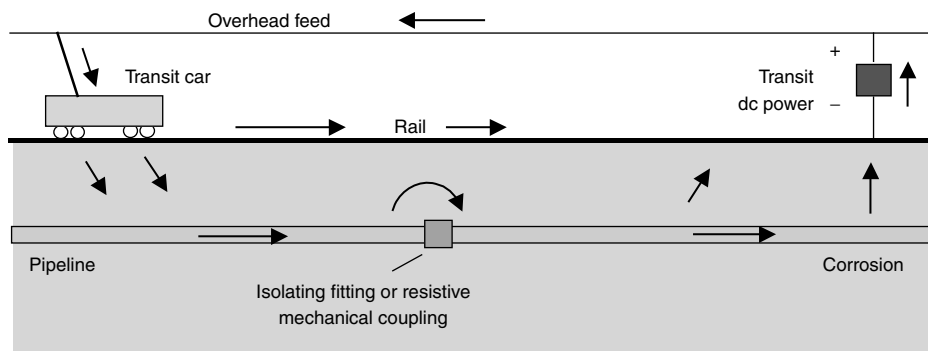 Overhead feed
Transit car
+
Transit
dc power –
Rail
Pipeline
Corrosion
Isolating fitting or resistive
mechanical coupling